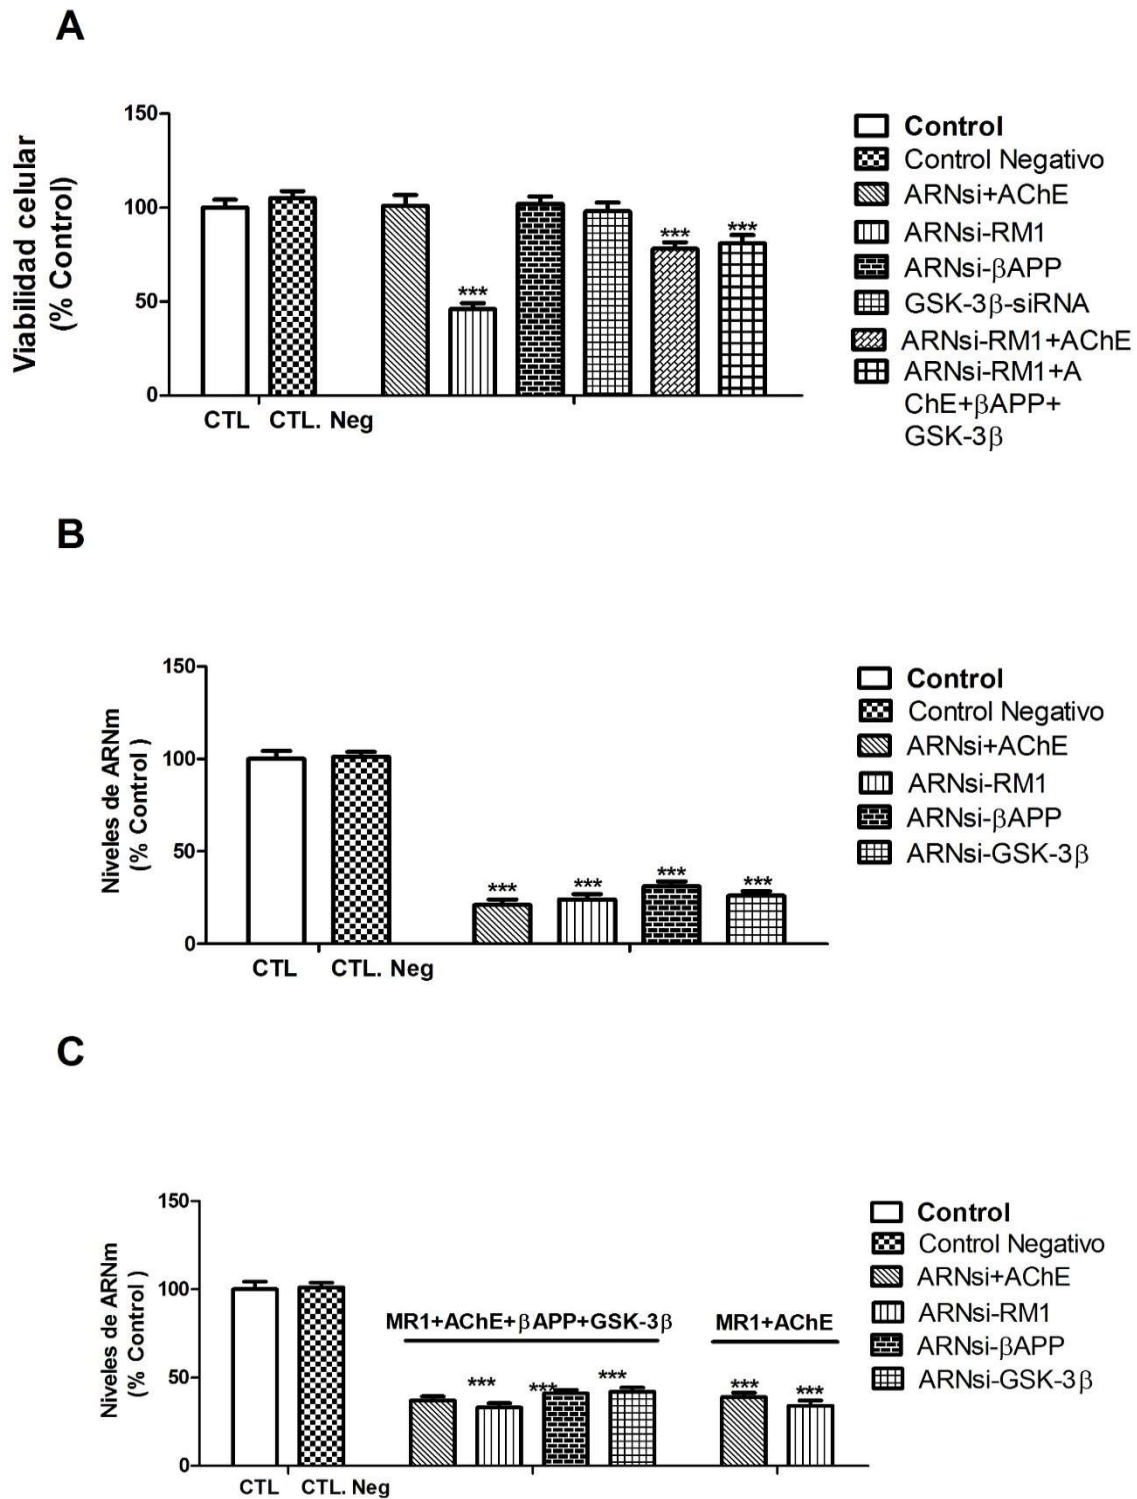 A
Viabilidad celular
(% Control)
150
100
50
0
***
***
***
CTL
CTL. Neg
Control
Control Negativo
ARNsi+AChE
ARNsi-RM1
ARNsi-βAPP
GSK-3β-siRNA
ARNsi-RM1+AChE
ARNsi-RM1+A
ChE+βAPP+
GSK-3β
B
Niveles de ARNm
(% Control )
150
100
50
0
***
***
***
***
CTL
CTL. Neg
Control
Control Negativo
ARNsi+AChE
ARNsi-RM1
ARNsi-βAPP
ARNsi-GSK-3β
C
Niveles de ARNm
(% Control )
150
100
50
0
MR1+AChE+βAPP+GSK-3β
MR1+AChE
***
***
***
***
***
CTL
CTL. Neg
Control
Control Negativo
ARNsi+AChE
ARNsi-RM1
ARNsi-βAPP
ARNsi-GSK-3β